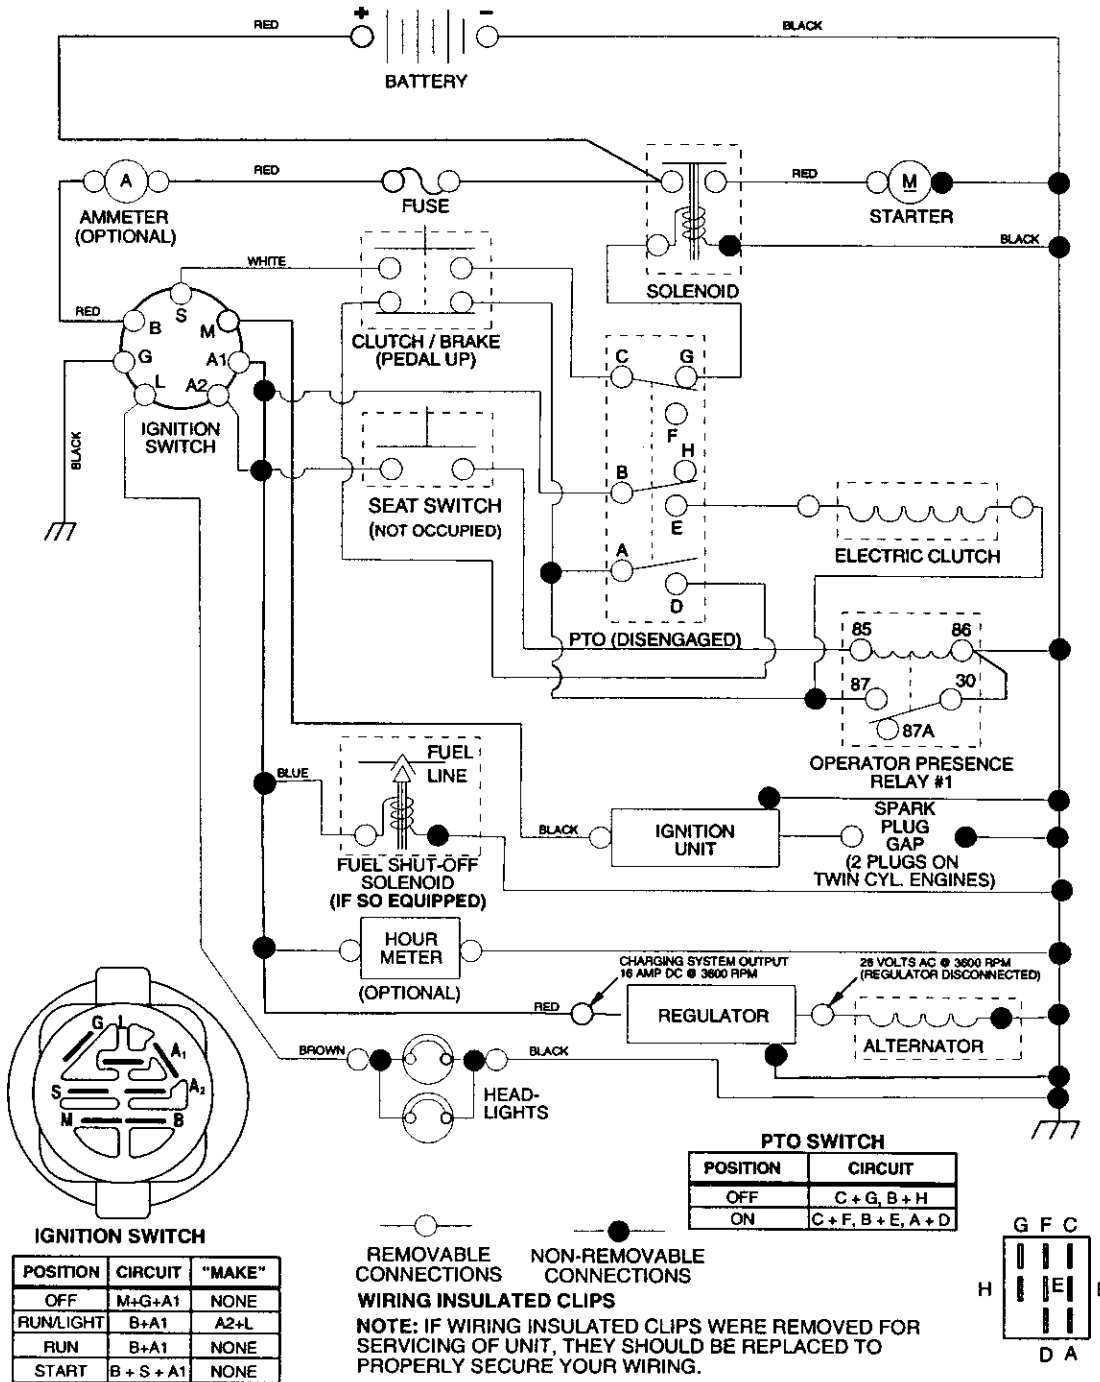 + -
RED
BLACK
BATTERY
RED
A
AMMETER
(OPTIONAL)
RED
FUSE
RED
M
STARTER
BLACK
SOLENOID
WHITE
CLUTCH / BRAKE
(PEDAL UP)
RED
S
B
M
G
A1
L
A2
IGNITION
SWITCH
BLACK
SEAT SWITCH
(NOT OCCUPIED)
C
G
F
H
B
E
A
D
PTO (DISENGAGED)
ELECTRIC CLUTCH
85
86
87
30
87A
OPERATOR PRESENCE
RELAY #1
BLUE
FUEL
LINE
FUEL SHUT-OFF
SOLENOID
(IF SO EQUIPPED)
BLACK
IGNITION
UNIT
SPARK
PLUG
GAP
(2 PLUGS ON
TWIN CYL. ENGINES)
HOUR
METER
(OPTIONAL)
CHARGING SYSTEM OUTPUT
16 AMP DC @ 3600 RPM
28 VOLTS AC @ 3600 RPM
(REGULATOR DISCONNECTED)
RED
REGULATOR
ALTERNATOR
BROWN
BLACK
HEAD-
LIGHTS
G L
A1
S
A2
M
B
IGNITION SWITCH
POSITION CIRCUIT "MAKE"
OFF M+G+A1 NONE
RUN/LIGHT B+A1 A2+L
RUN B+A1 NONE
START B + S + A1 NONE
REMOVABLE
CONNECTIONS
NON-REMOVABLE
CONNECTIONS
WIRING INSULATED CLIPS
NOTE: IF WIRING INSULATED CLIPS WERE REMOVED FOR
SERVICING OF UNIT, THEY SHOULD BE REPLACED TO
PROPERLY SECURE YOUR WIRING.
PTO SWITCH
POSITION CIRCUIT
OFF C + G, B + H
ON C + F, B + E, A + D
G F C
H E
D A